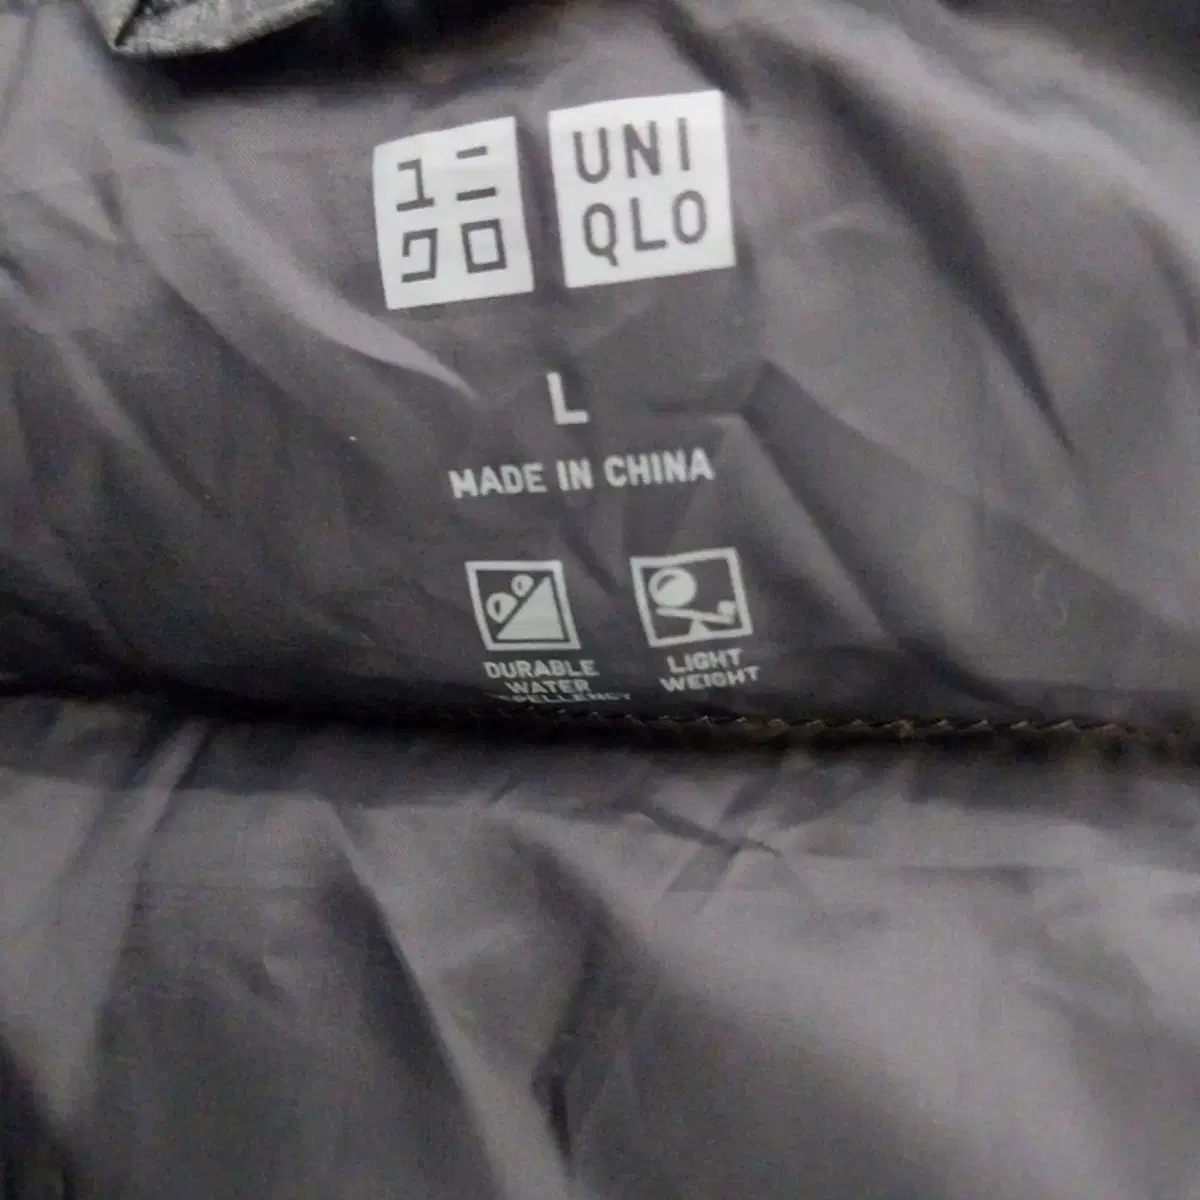 ユニ
クロ
UNI
QLO
L
MADE IN CHINA
DURABLE
WATER
LIGHT
WEIGHT